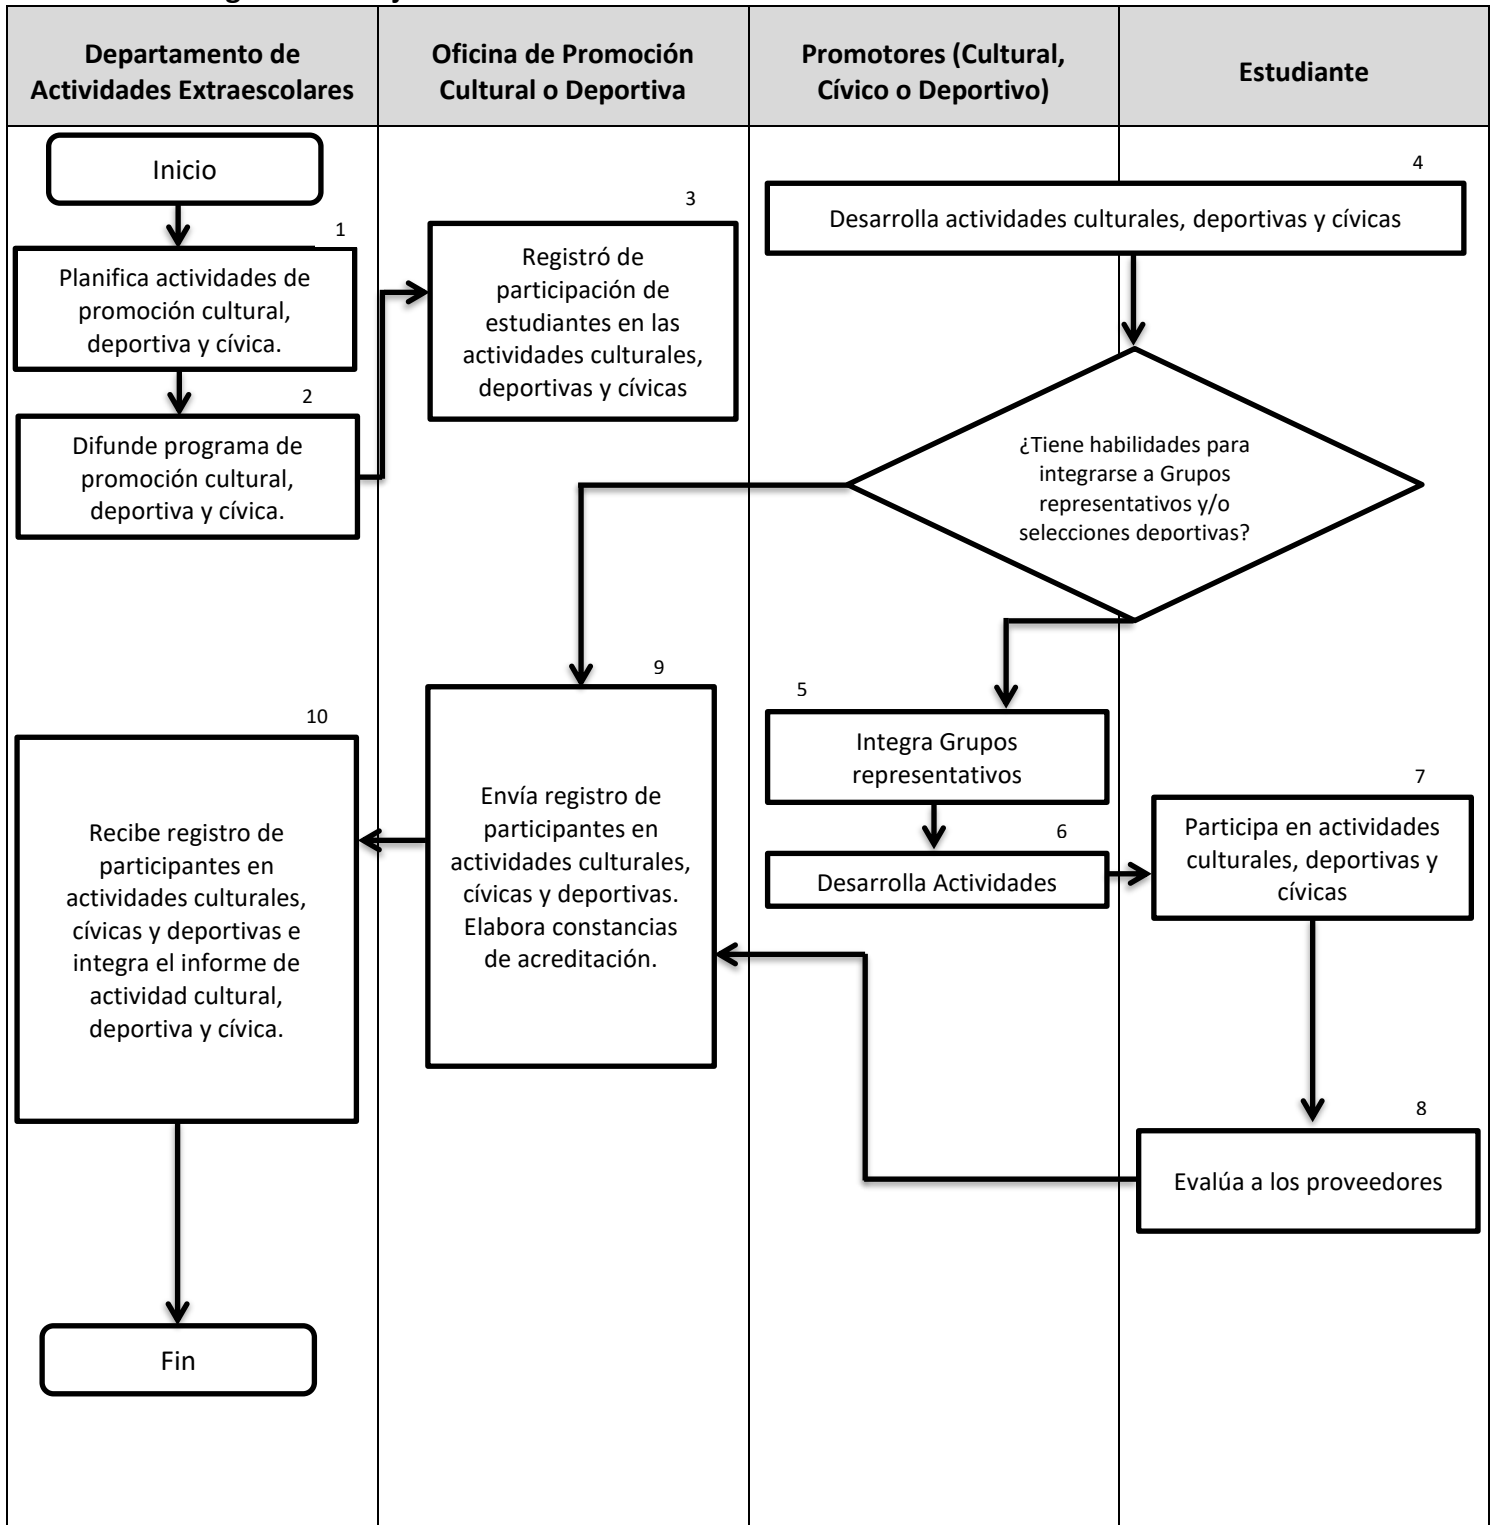 Departamento de
Actividades Extraescolares
Oficina de Promoción
Cultural o Deportiva
Promotores (Cultural,
Cívico o Deportivo)
Estudiante
Inicio
1
Planifica actividades de
promoción cultural,
deportiva y cívica.
2
Difunde programa de
promoción cultural,
deportiva y cívica.
3
Registró de
participación de
estudiantes en las
actividades culturales,
deportivas y cívicas
4
Desarrolla actividades culturales, deportivas y cívicas
¿Tiene habilidades para
integrarse a Grupos
representativos y/o
selecciones deportivas?
5
Integra Grupos
representativos
6
Desarrolla Actividades
7
Participa en actividades
culturales, deportivas y
cívicas
8
Evalúa a los proveedores
9
Envía registro de
participantes en
actividades culturales,
cívicas y deportivas.
Elabora constancias
de acreditación.
10
Recibe registro de
participantes en
actividades culturales,
cívicas y deportivas e
integra el informe de
actividad cultural,
deportiva y cívica.
Fin